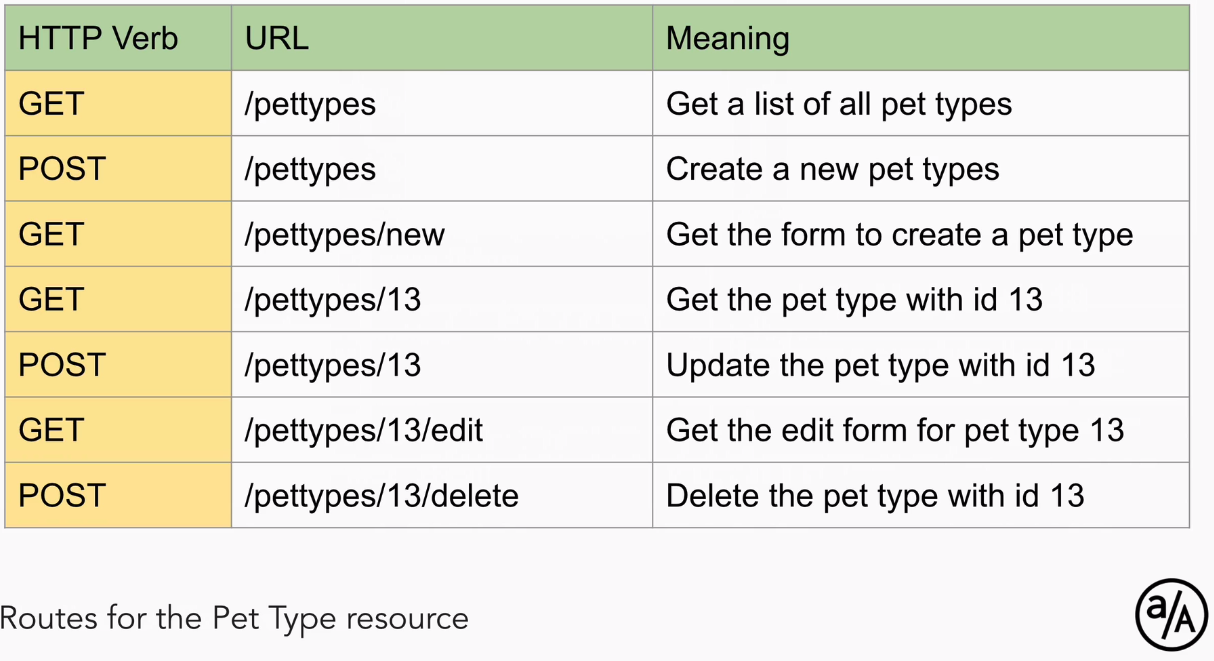 HTTP Verb URL Meaning
GET /pettypes Get a list of all pet types
POST /pettypes Create a new pet types
GET /pettypes/new Get the form to create a pet type
GET /pettypes/13 Get the pet type with id 13
POST /pettypes/13 Update the pet type with id 13
GET /pettypes/13/edit Get the edit form for pet type 13
POST /pettypes/13/delete Delete the pet type with id 13
Routes for the Pet Type resource
a/A